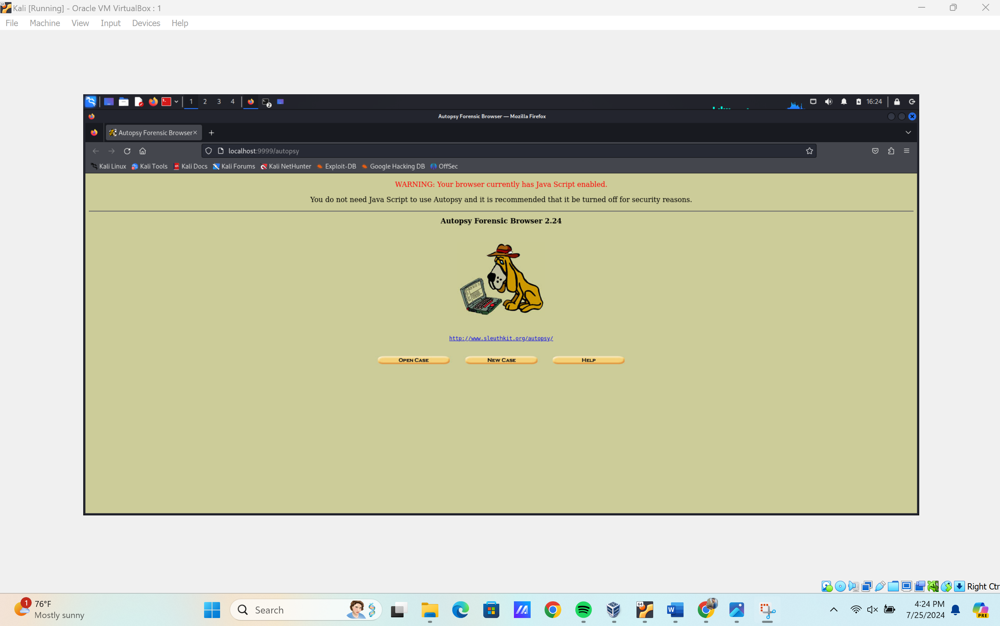 Kali [Running] - Oracle VM VirtualBox : 1
File Machine View Input Devices Help
1 2 3 4 2 16:24
Autopsy Forensic Browser — Mozilla Firefox
Autopsy Forensic Browser
localhost:9999/autopsy
Kali Linux Kali Tools Kali Docs Kali Forums Kali NetHunter Exploit-DB Google Hacking DB OffSec
WARNING: Your browser currently has Java Script enabled.
You do not need Java Script to use Autopsy and it is recommended that it be turned off for security reasons.
Autopsy Forensic Browser 2.24
http://www.sleuthkit.org/autopsy/
OPEN CASE NEW CASE HELP
Right Ctr
1 76°F
Mostly sunny
Search
64
W
4:24 PM
7/25/2024
PRE